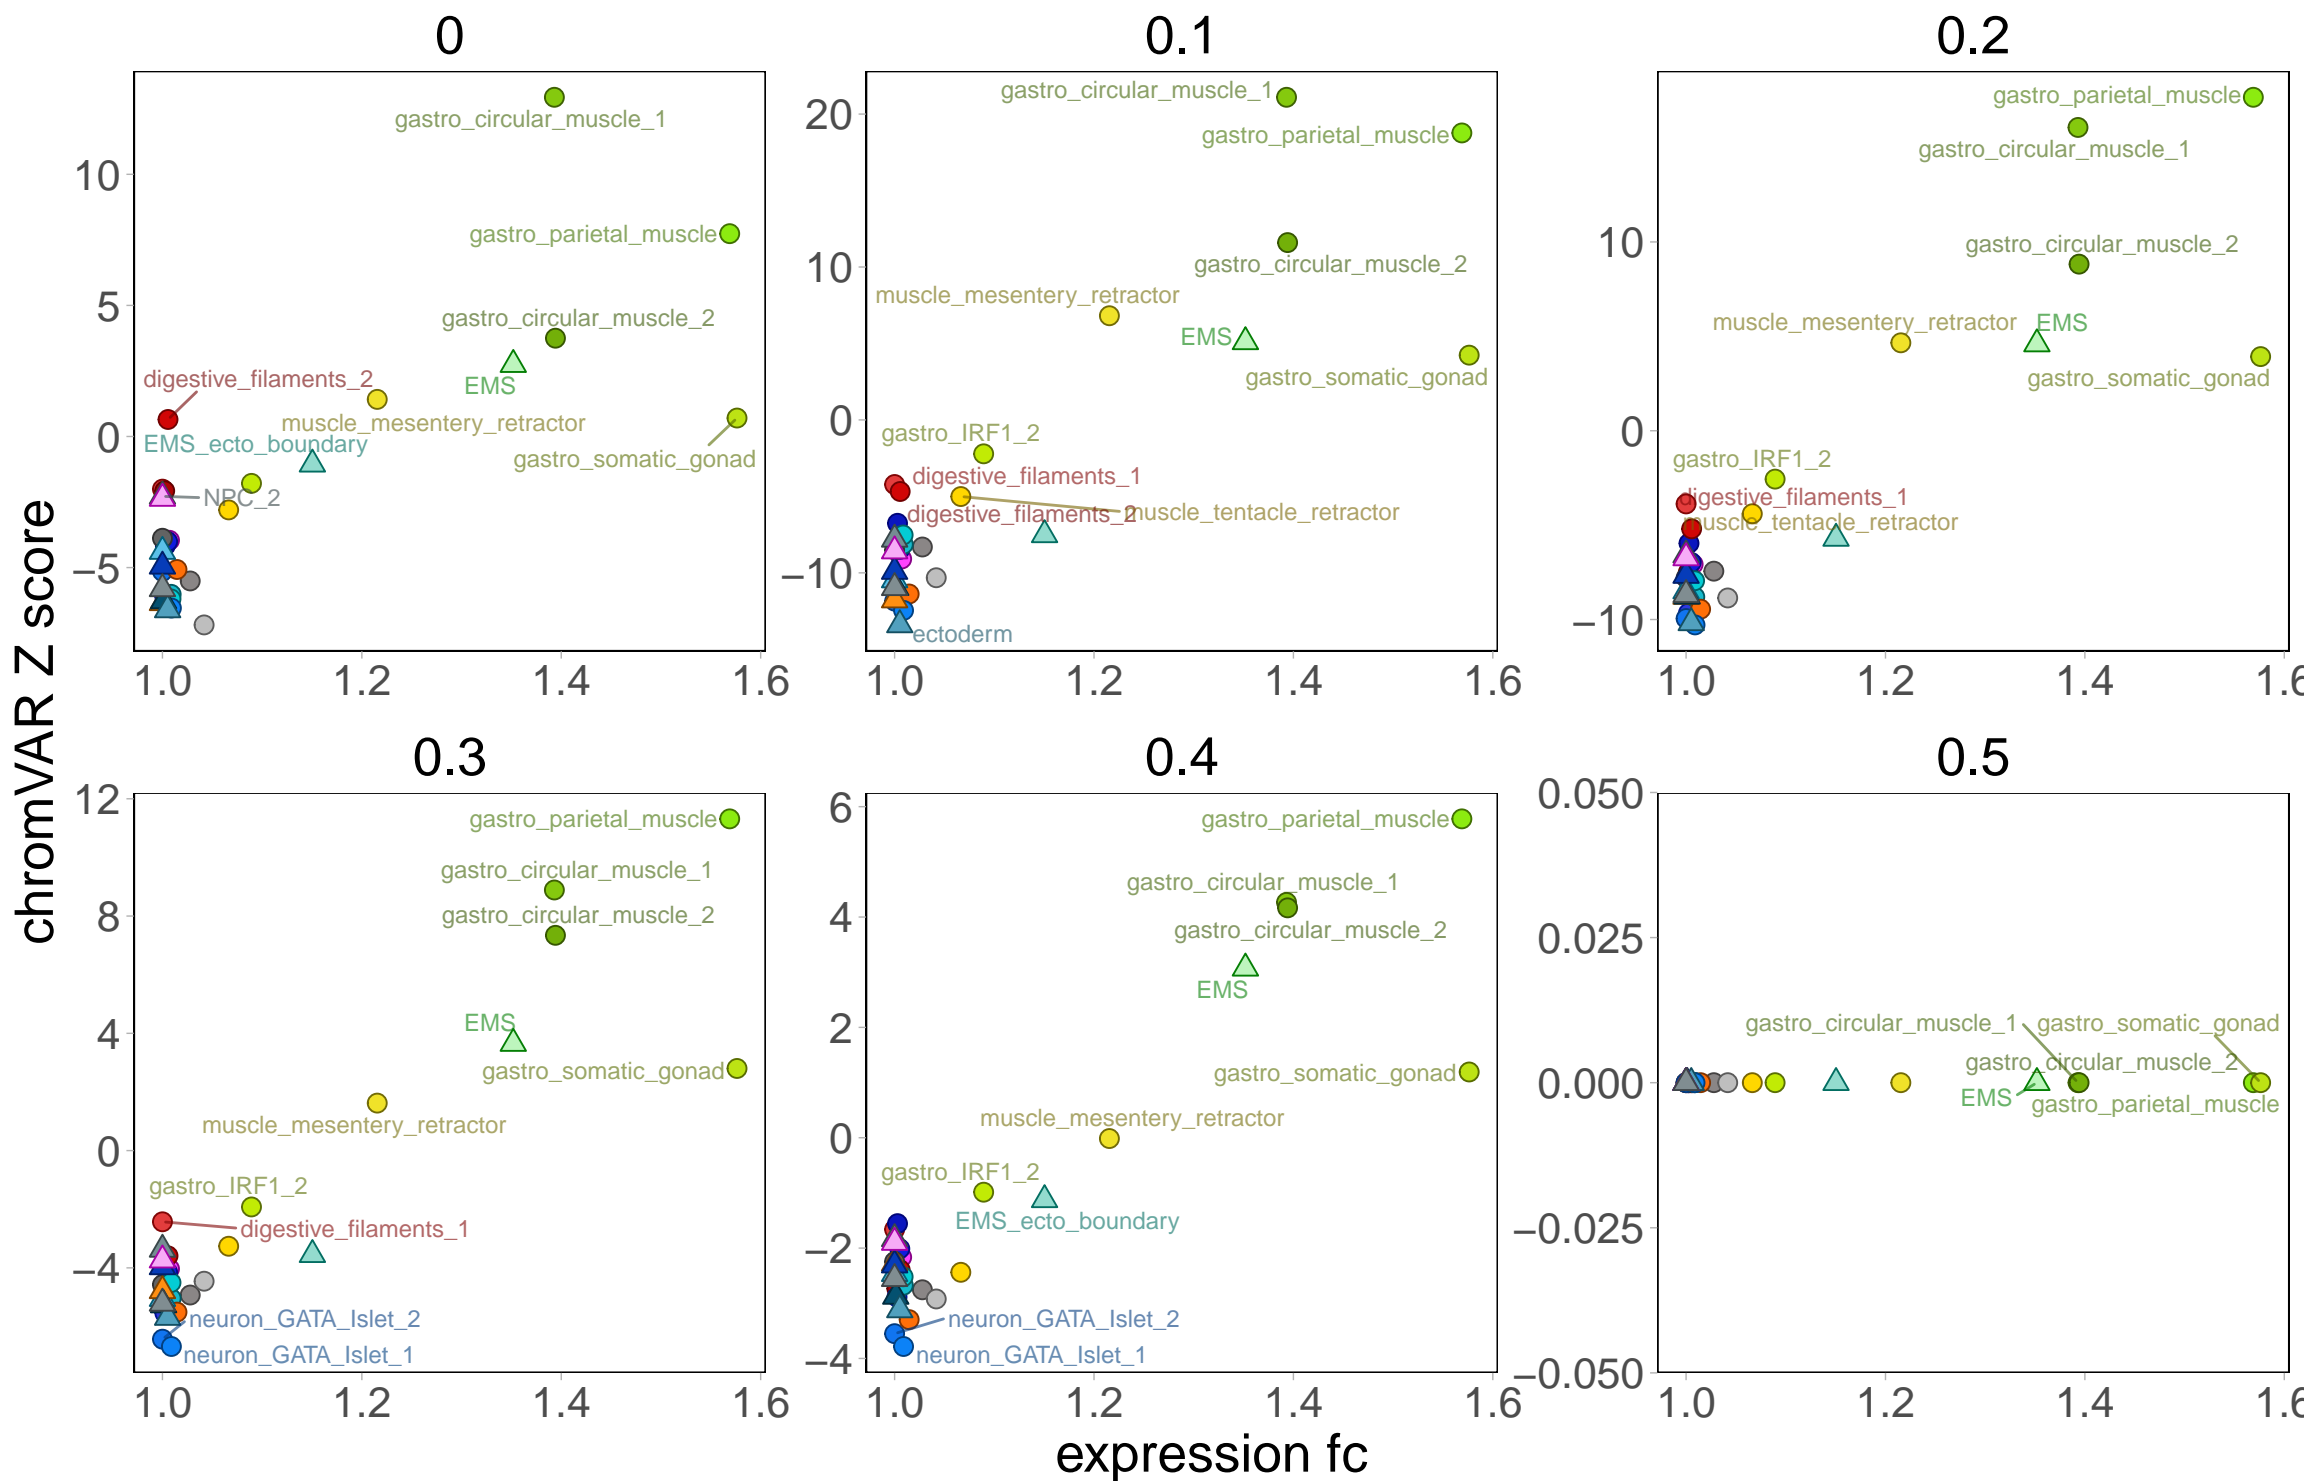 0
0.1
0.2
chromVAR Z score
10
5
0
−5
gastro_circular_muscle_1
gastro_parietal_muscle
gastro_circular_muscle_2
EMS
digestive_filaments_2
muscle_mesentery_retractor
EMS_ecto_boundary
gastro_somatic_gonad
NPC_2
1.0
1.2
1.4
1.6
20
10
0
−10
gastro_circular_muscle_1
gastro_parietal_muscle
gastro_circular_muscle_2
muscle_mesentery_retractor
EMS
gastro_somatic_gonad
gastro_IRF1_2
digestive_filaments_1
digestive_filaments_2
muscle_tentacle_retractor
ectoderm
1.0
1.2
1.4
1.6
10
0
−10
gastro_parietal_muscle
gastro_circular_muscle_1
gastro_circular_muscle_2
muscle_mesentery_retractor
EMS
gastro_somatic_gonad
gastro_IRF1_2
digestive_filaments_1
muscle_tentacle_retractor
1.0
1.2
1.4
1.6
0.3
0.4
0.5
12
8
4
0
−4
gastro_parietal_muscle
gastro_circular_muscle_1
gastro_circular_muscle_2
EMS
gastro_somatic_gonad
muscle_mesentery_retractor
gastro_IRF1_2
digestive_filaments_1
neuron_GATA_Islet_2
neuron_GATA_Islet_1
1.0
1.2
1.4
1.6
6
4
2
0
−2
−4
gastro_parietal_muscle
gastro_circular_muscle_1
gastro_circular_muscle_2
EMS
gastro_somatic_gonad
muscle_mesentery_retractor
gastro_IRF1_2
EMS_ecto_boundary
neuron_GATA_Islet_2
neuron_GATA_Islet_1
1.0
1.2
1.4
1.6
0.050
0.025
0.000
−0.025
−0.050
gastro_circular_muscle_1
gastro_somatic_gonad
gastro_circular_muscle_2
EMS
gastro_parietal_muscle
1.0
1.2
1.4
1.6
expression fc